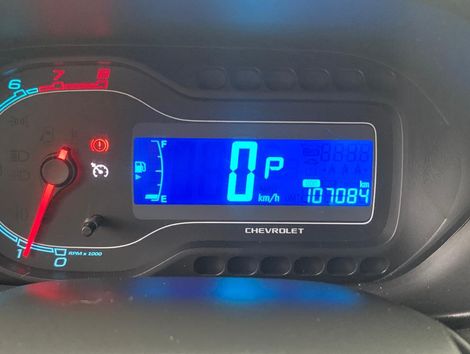 6 7 8
F
0 P
km/h
E
km
107084
CHEVROLET
1 0 RPM x 1000